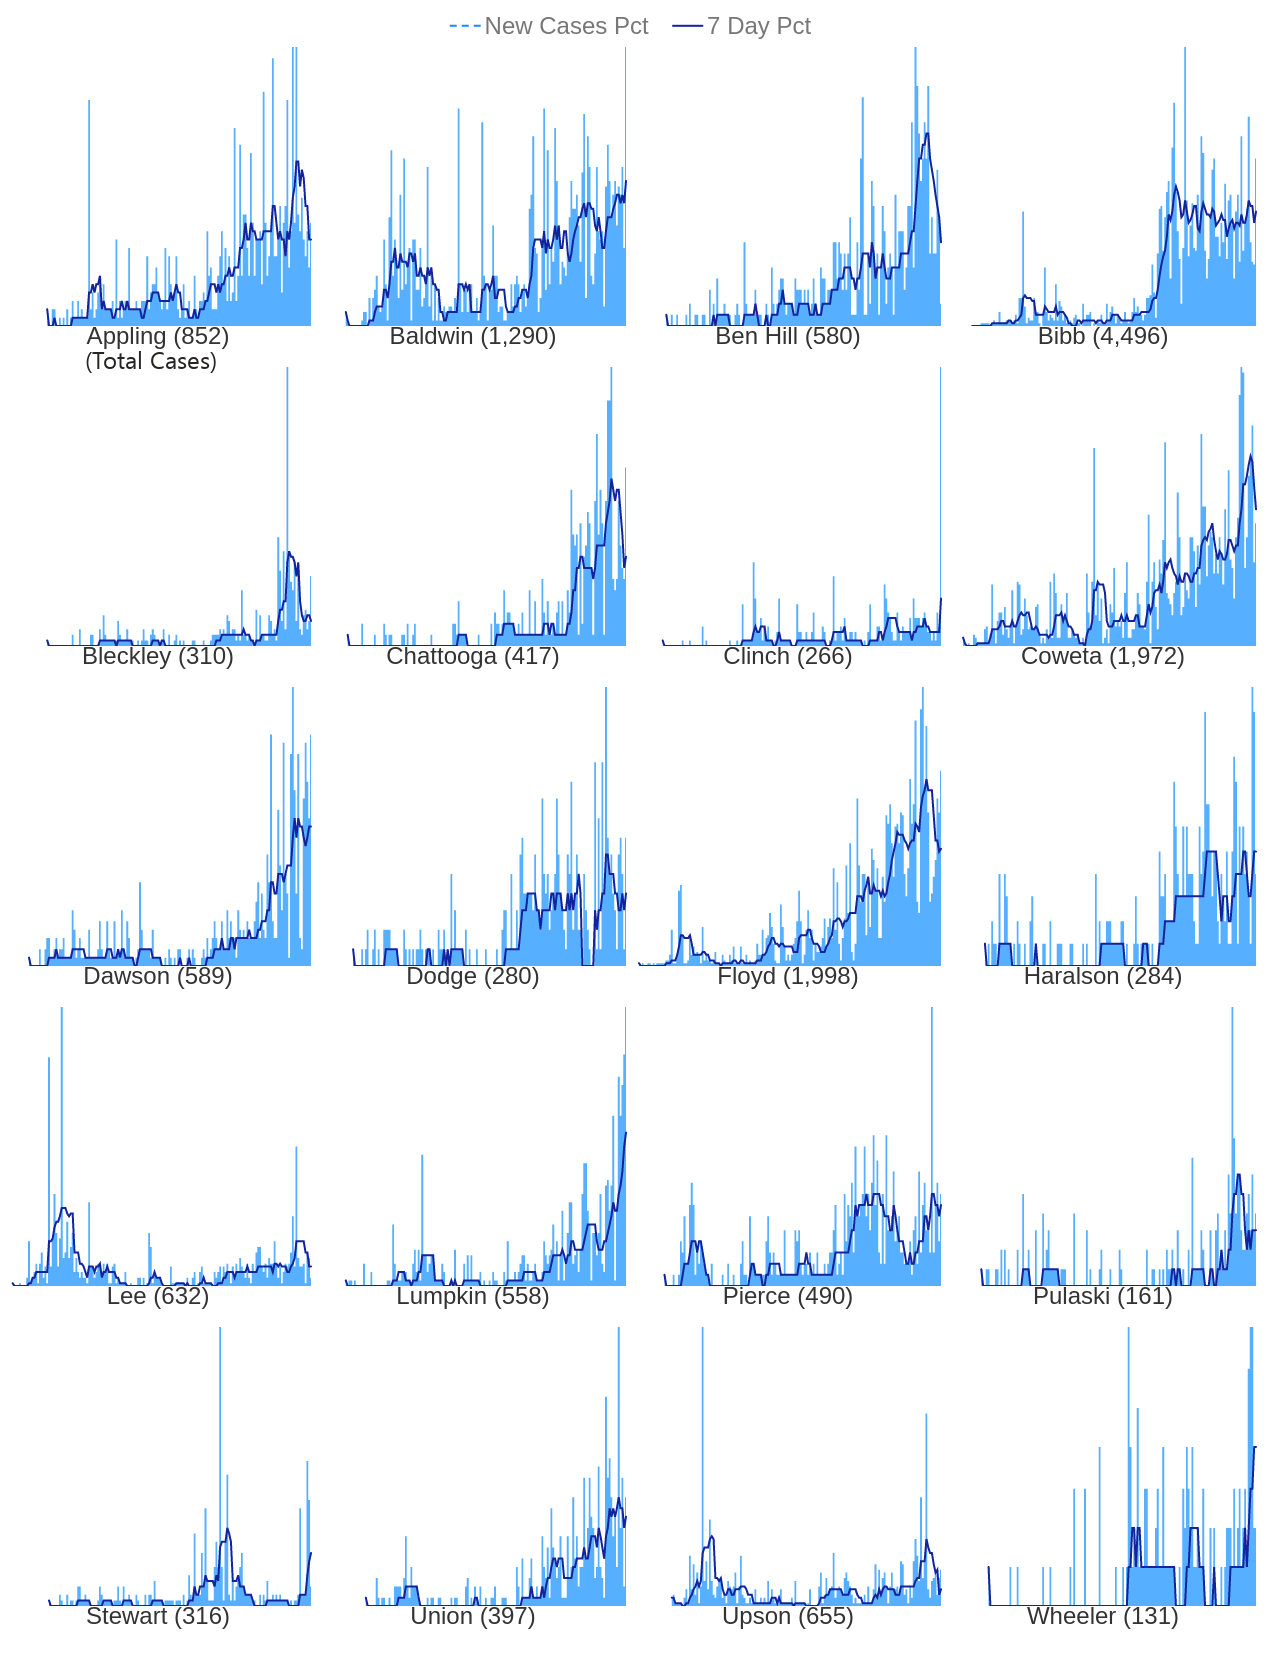 New Cases Pct 7 Day Pct
Appling (852) Baldwin (1,290) Ben Hill (580) Bibb (4,496)
(Total Cases)
Bleckley (310) Chattooga (417) Clinch (266) Coweta (1,972)
Dawson (589) Dodge (280) Floyd (1,998) Haralson (284)
Lee (632) Lumpkin (558) Pierce (490) Pulaski (161)
Stewart (316) Union (397) Upson (655) Wheeler (131)